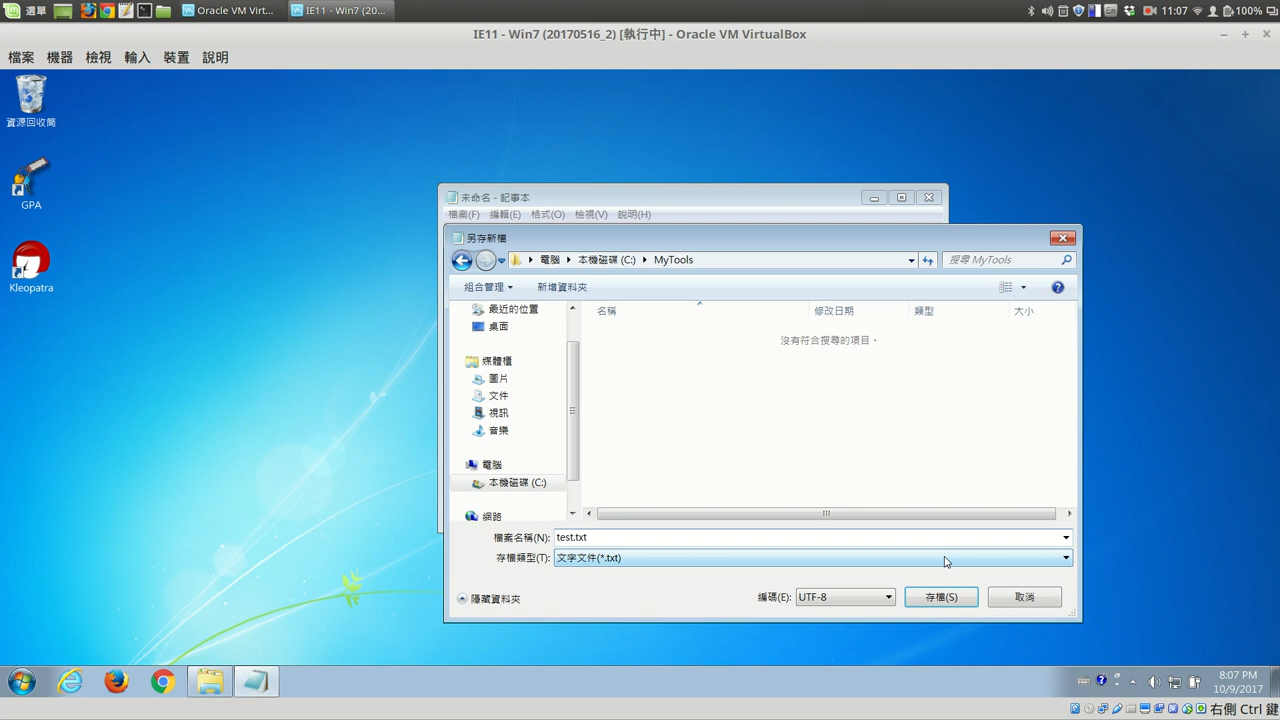 選單 Oracle VM Virt... IE11 - Win7 (20... En 11:07 100%
IE11 - Win7 (20170516_2) [執行中] - Oracle VM VirtualBox
檔案 機器 檢視 輸入 裝置 說明
資源回收筒
GPA
Kleopatra
未命名 - 記事本
檔案(F) 編輯(E) 格式(O) 檢視(V) 說明(H)
另存新檔
電腦 本機磁碟 (C:) MyTools 搜尋 MyTools
組合管理 新增資料夾
最近的位置
桌面
媒體櫃
圖片
文件
視訊
音樂
電腦
本機磁碟 (C:)
網路
名稱 修改日期 類型 大小
沒有符合搜尋的項目。
檔案名稱(N): test.txt
存檔類型(T): 文字文件(*.txt)
隱藏資料夾 編碼(E): UTF-8 存檔(S) 取消
8:07 PM
10/9/2017
右側 Ctrl 鍵